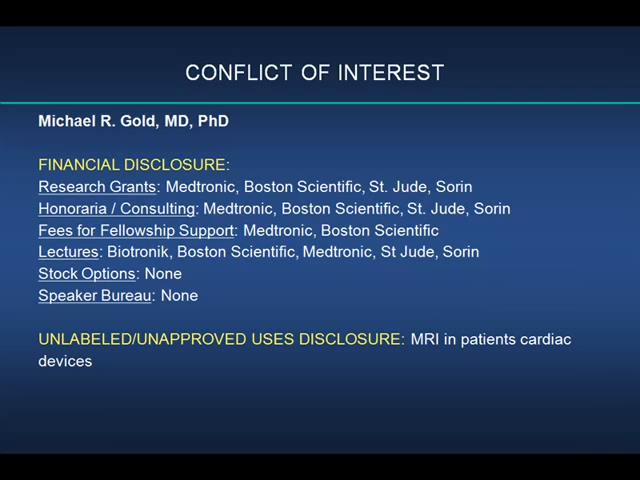 CONFLICT OF INTEREST
Michael R. Gold, MD, PhD
FINANCIAL DISCLOSURE:
Research Grants: Medtronic, Boston Scientific, St. Jude, Sorin
Honoraria / Consulting: Medtronic, Boston Scientific, St. Jude, Sorin
Fees for Fellowship Support: Medtronic, Boston Scientific
Lectures: Biotronik, Boston Scientific, Medtronic, St Jude, Sorin
Stock Options: None
Speaker Bureau: None
UNLABELED/UNAPPROVED USES DISCLOSURE: MRI in patients cardiac
devices